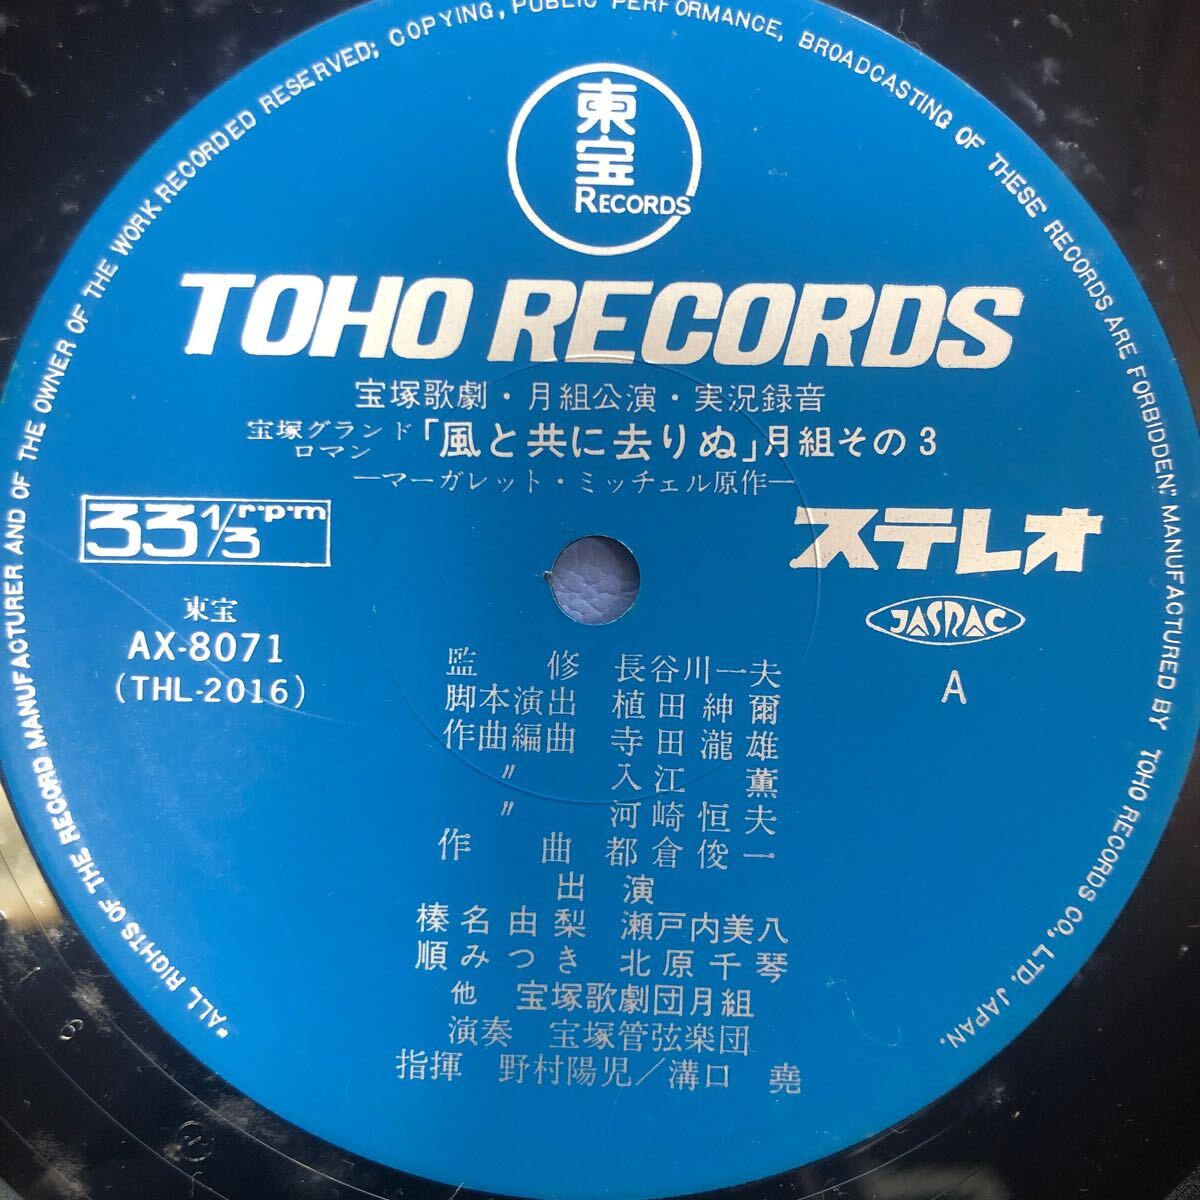 東宝
RECORDS
TOHO RECORDS
宝塚歌劇・月組公演・実況録音
宝塚グランドロマン「風と共に去りぬ」月組その3
―マーガレット・ミッチェル原作―
33 1/3 r・p・m
ステレオ
東宝
AX-8071
(THL-2016)
JASRAC
A
監修 長谷川一夫
脚本演出 植田紳爾
作曲編曲 寺田瀧雄
〃 入江薫
〃 河崎恒夫
作曲 都倉俊一
出演
榛名由梨 瀬戸内美八
順みつき 北原千琴
他 宝塚歌劇団月組
演奏 宝塚管弦楽団
指揮 野村陽児/溝口堯
"ALL RIGHTS OF THE RECORD MANUFACTURER AND OF THE OWNER OF THE WORK RECORDED RESERVED; COPYING, PUBLIC PERFORMANCE, BROADCASTING OF THESE RECORDS ARE FORBIDDEN." MANUFACTURED BY TOHO RECORDS CO., LTD. JAPAN.